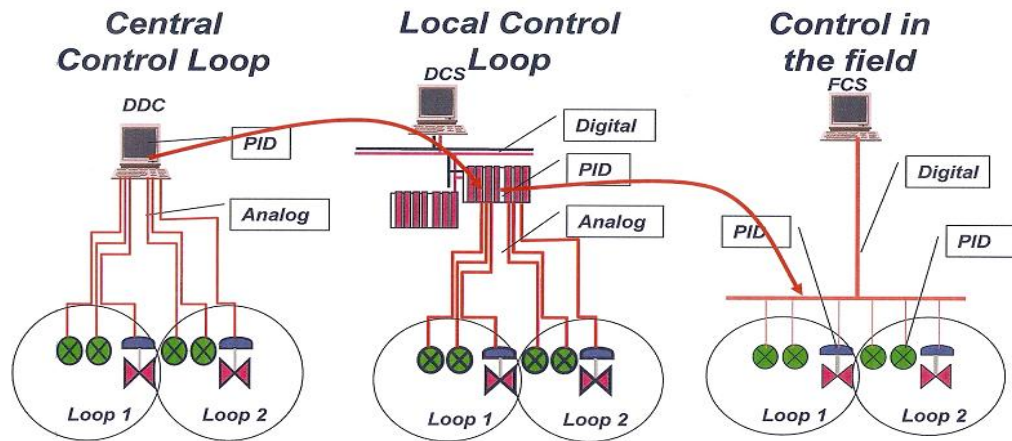 Central
Control Loop
DDC
PID
Analog
Loop 1
Loop 2
Local Control
Loop
DCS
Digital
PID
Analog
Loop 1
Loop 2
Control in
the field
FCS
Digital
PID
PID
Loop 1
Loop 2